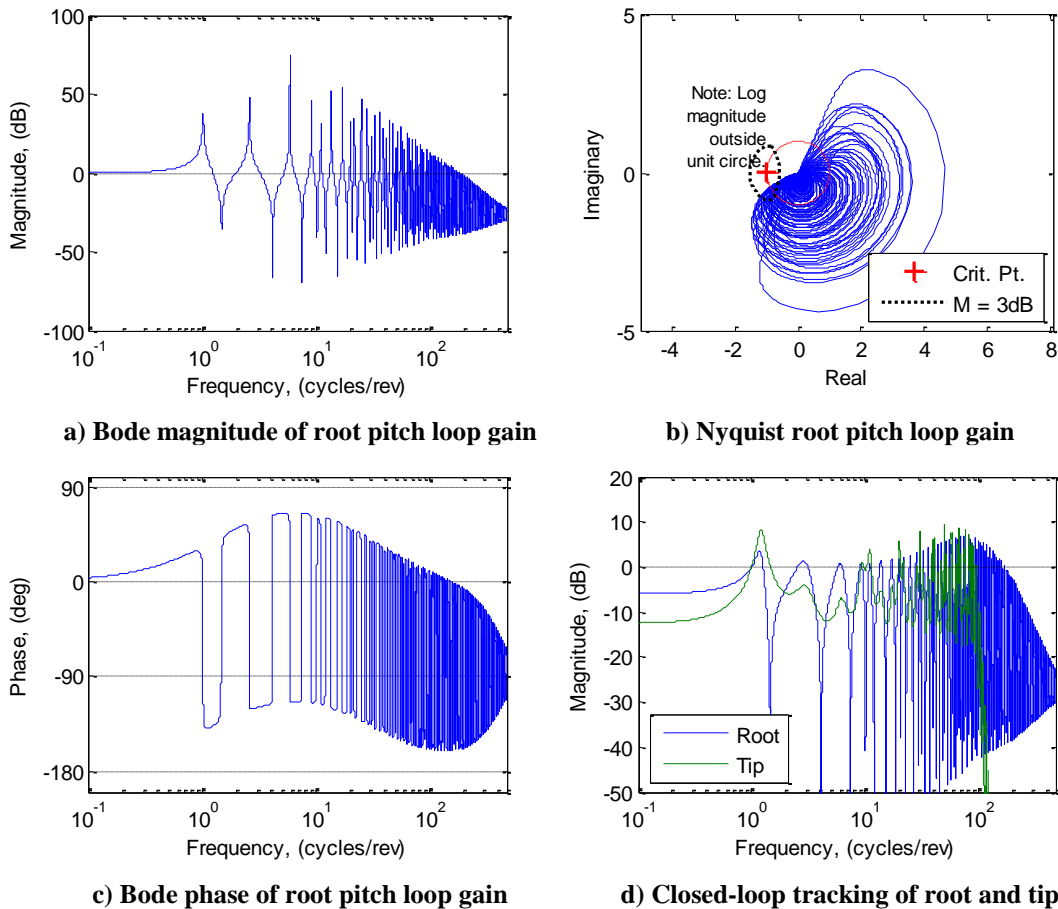 100
50
0
-50
-100
Magnitude, (dB)
10^-1
10^0
10^1
10^2
Frequency, (cycles/rev)
a) Bode magnitude of root pitch loop gain
5
0
-5
Imaginary
Note: Log
magnitude
outside
unit circle.
Crit. Pt.
M = 3dB
-4
-2
0
2
4
6
8
Real
b) Nyquist root pitch loop gain
90
0
-90
-180
Phase, (deg)
10^-1
10^0
10^1
10^2
Frequency, (cycles/rev)
c) Bode phase of root pitch loop gain
20
10
0
-10
-20
-30
-40
-50
Magnitude, (dB)
Root
Tip
10^-1
10^0
10^1
10^2
Frequency, (cycles/rev)
d) Closed-loop tracking of root and tip